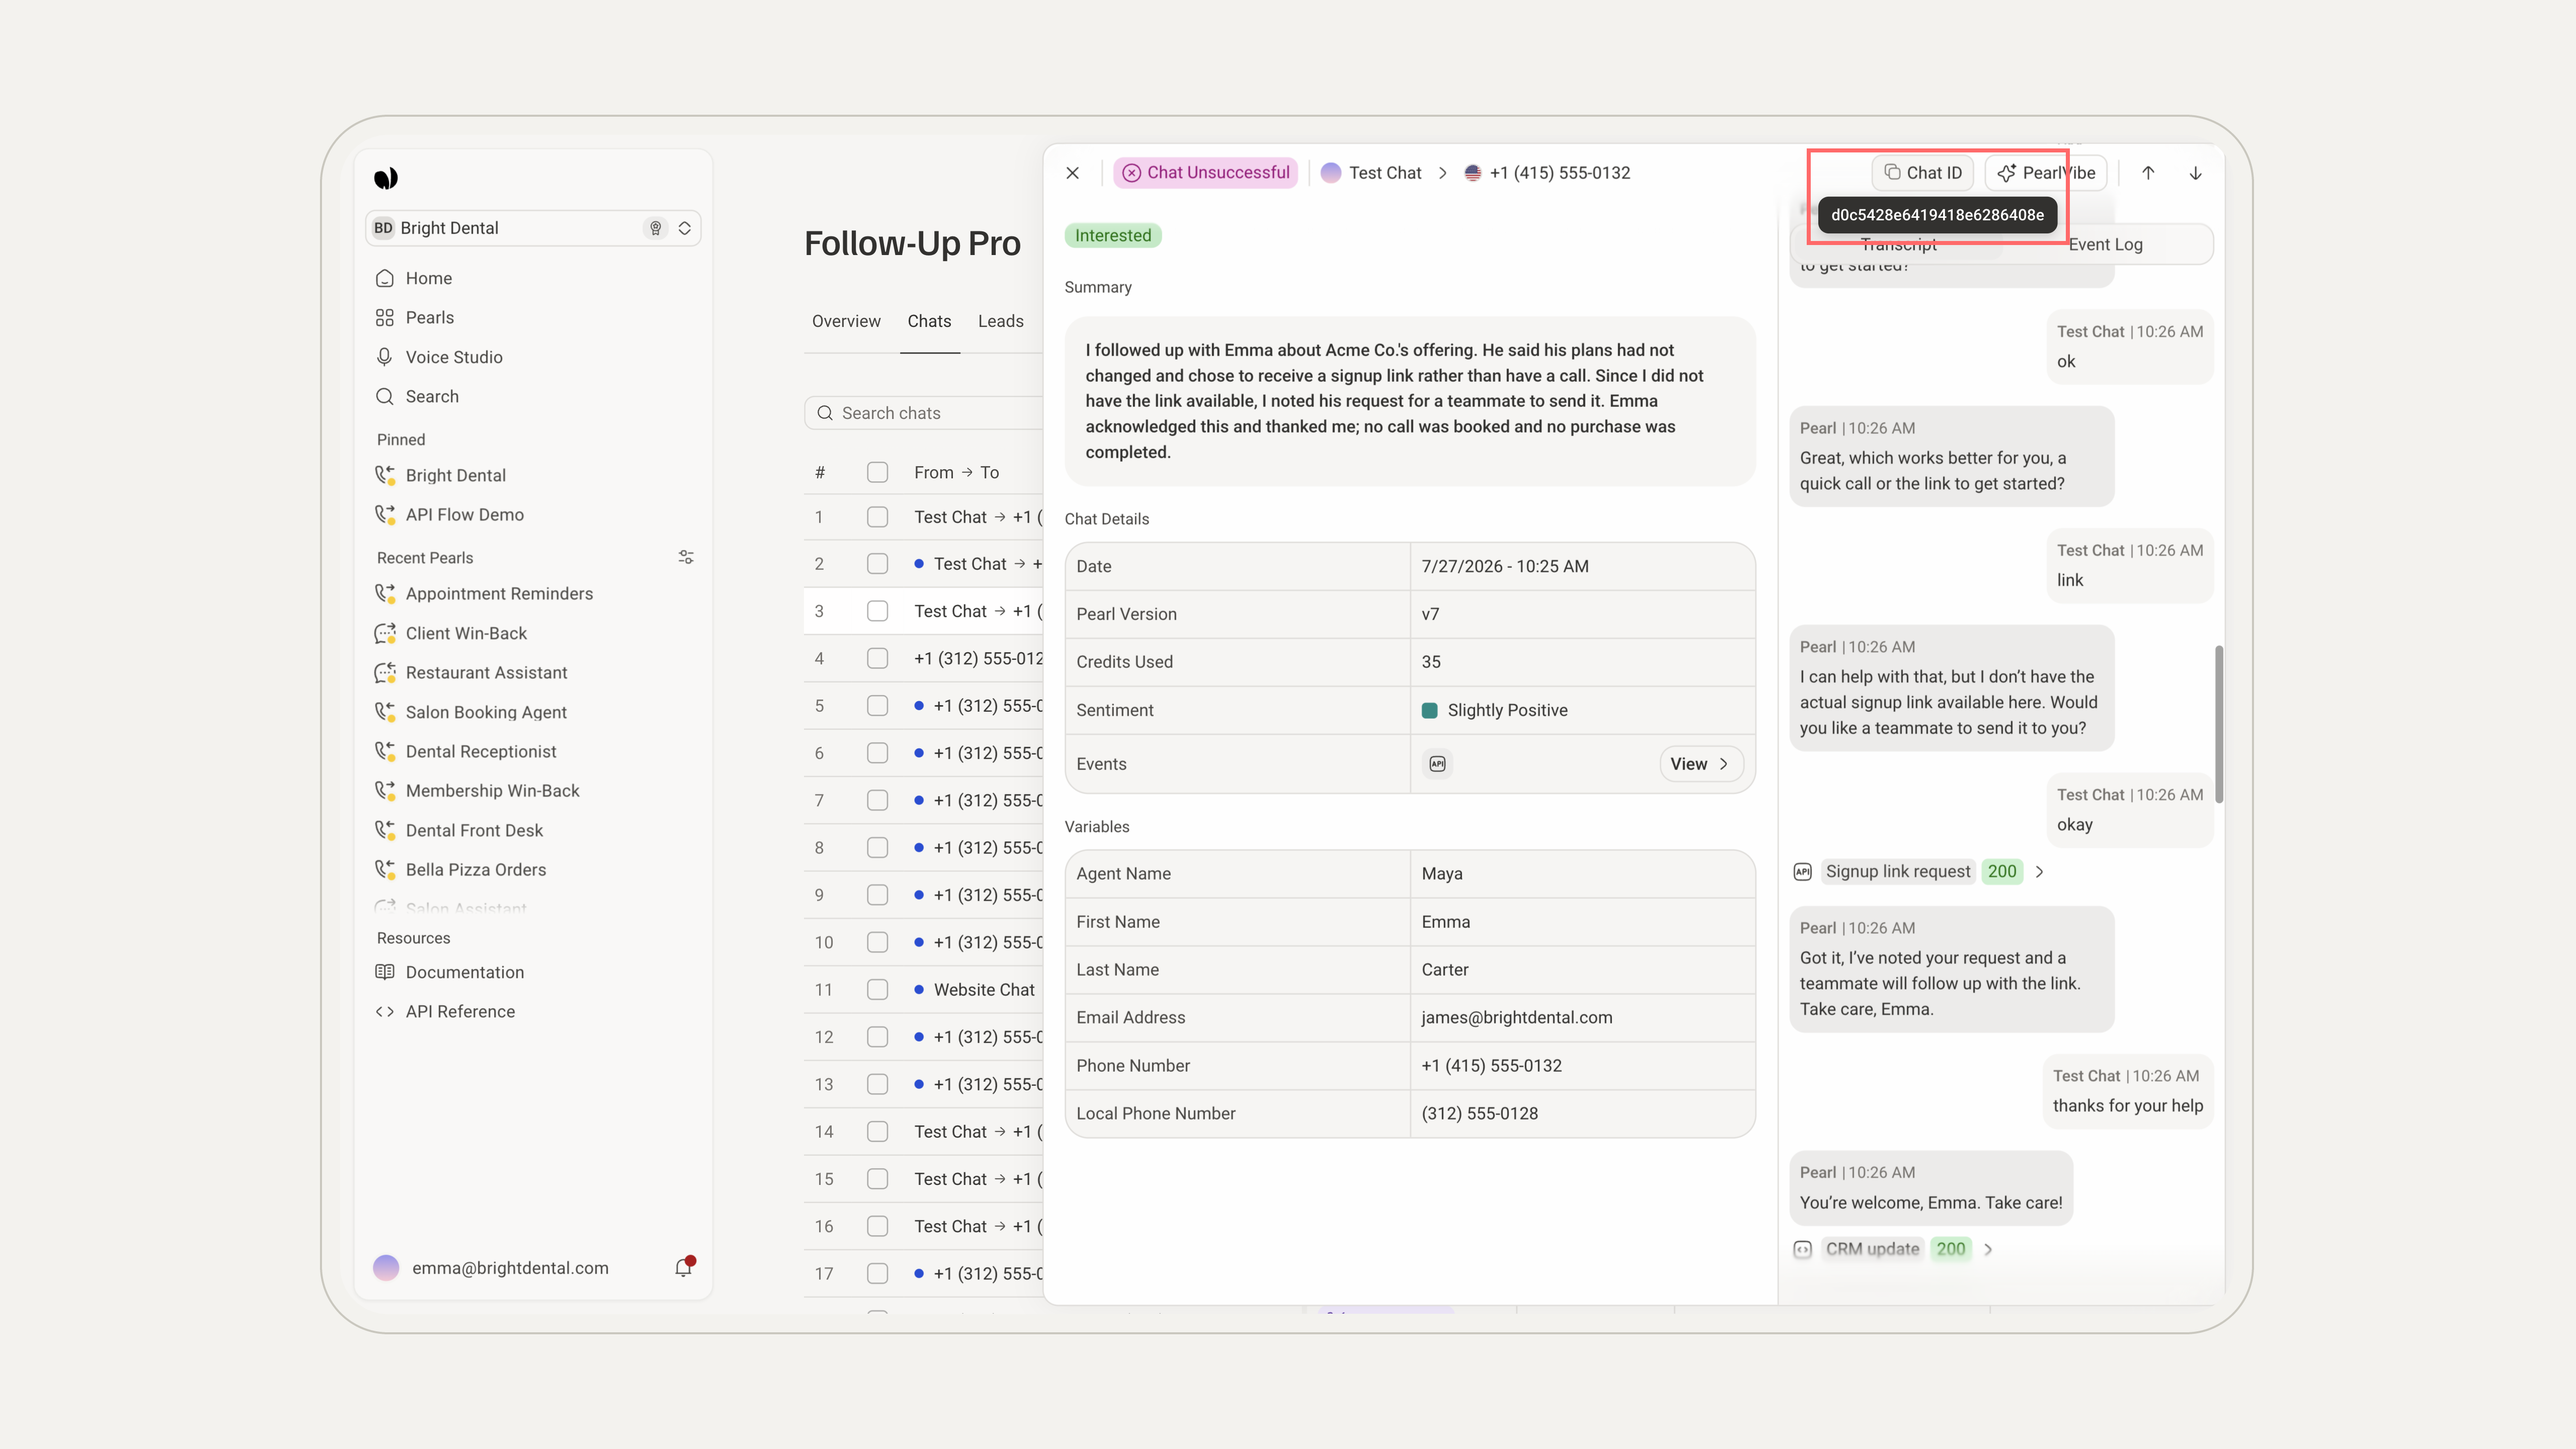 BD Bright Dental
Home
Pearls
Voice Studio
Search
Pinned
Bright Dental
API Flow Demo
Recent Pearls
Appointment Reminders
Client Win-Back
Restaurant Assistant
Salon Booking Agent
Dental Receptionist
Membership Win-Back
Dental Front Desk
Bella Pizza Orders
Salon Assistant
Resources
Documentation
API Reference
emma@brightdental.com
Follow-Up Pro
Overview Chats Leads
Search chats
# From → To
1 Test Chat → +1 (
2 Test Chat → +
3 Test Chat → +1 (
4 +1 (312) 555-012
5 +1 (312) 555-0
6 +1 (312) 555-0
7 +1 (312) 555-0
8 +1 (312) 555-0
9 +1 (312) 555-0
10 +1 (312) 555-0
11 Website Chat
12 +1 (312) 555-0
13 +1 (312) 555-0
14 Test Chat → +1 (
15 Test Chat → +1 (
16 Test Chat → +1 (
17 +1 (312) 555-0
Chat Unsuccessful Test Chat > +1 (415) 555-0132
Interested
Summary
I followed up with Emma about Acme Co.'s offering. He said his plans had not
changed and chose to receive a signup link rather than have a call. Since I did not
have the link available, I noted his request for a teammate to send it. Emma
acknowledged this and thanked me; no call was booked and no purchase was
completed.
Chat Details
Date 7/27/2026 - 10:25 AM
Pearl Version v7
Credits Used 35
Sentiment Slightly Positive
Events API View
Variables
Agent Name Maya
First Name Emma
Last Name Carter
Email Address james@brightdental.com
Phone Number +1 (415) 555-0132
Local Phone Number (312) 555-0128
Chat ID PearlVibe
d0c5428e6419418e6286408e
Transcript Event Log
to get started?
Test Chat | 10:26 AM
ok
Pearl | 10:26 AM
Great, which works better for you, a
quick call or the link to get started?
Test Chat | 10:26 AM
link
Pearl | 10:26 AM
I can help with that, but I don’t have the
actual signup link available here. Would
you like a teammate to send it to you?
Test Chat | 10:26 AM
okay
API Signup link request 200
Pearl | 10:26 AM
Got it, I’ve noted your request and a
teammate will follow up with the link.
Take care, Emma.
Test Chat | 10:26 AM
thanks for your help
Pearl | 10:26 AM
You’re welcome, Emma. Take care!
CRM update 200